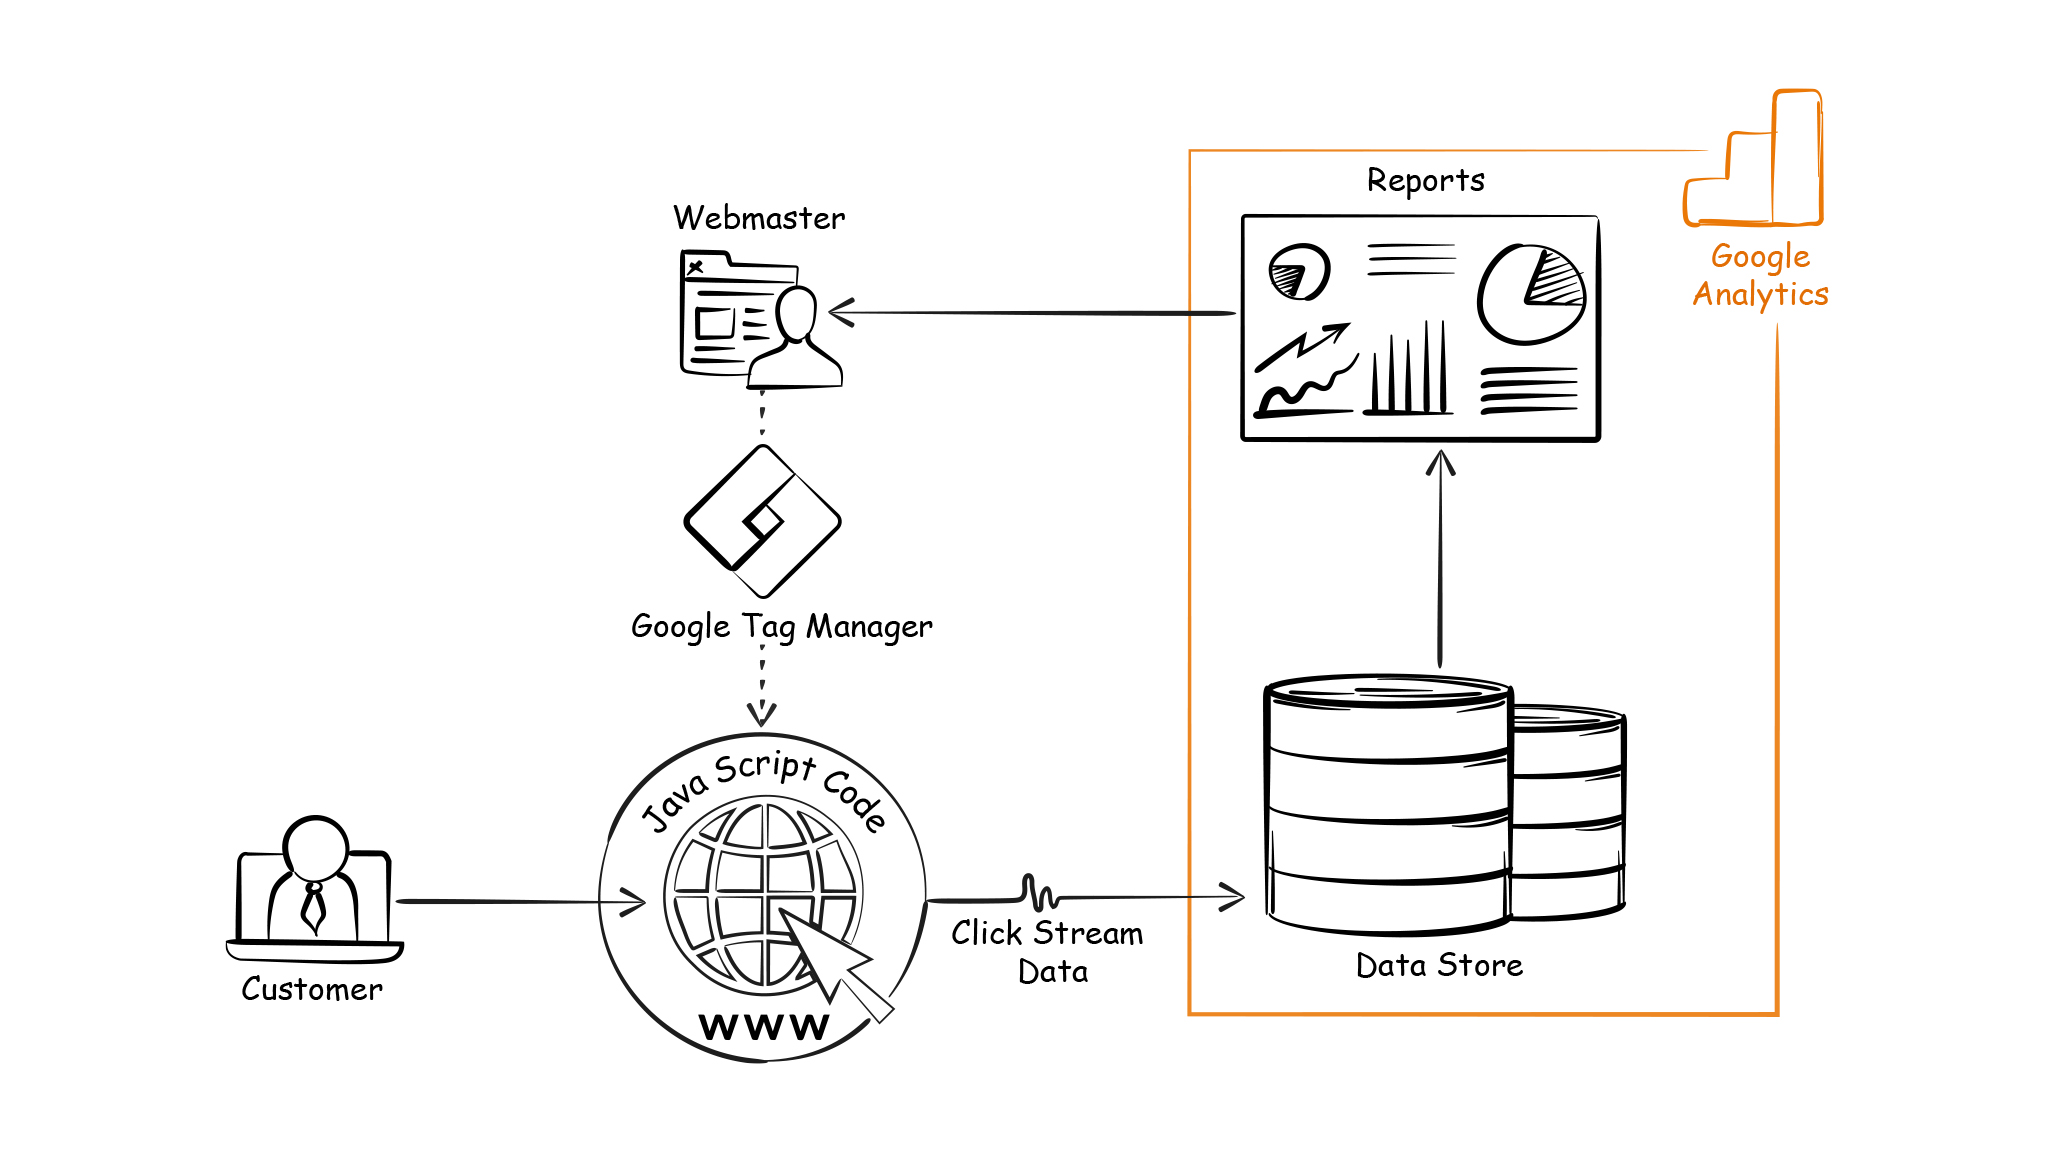 Reports
Webmaster
Google
Analytics
Google Tag Manager
Java Script Code
www
Click Stream
Data
Data Store
Customer